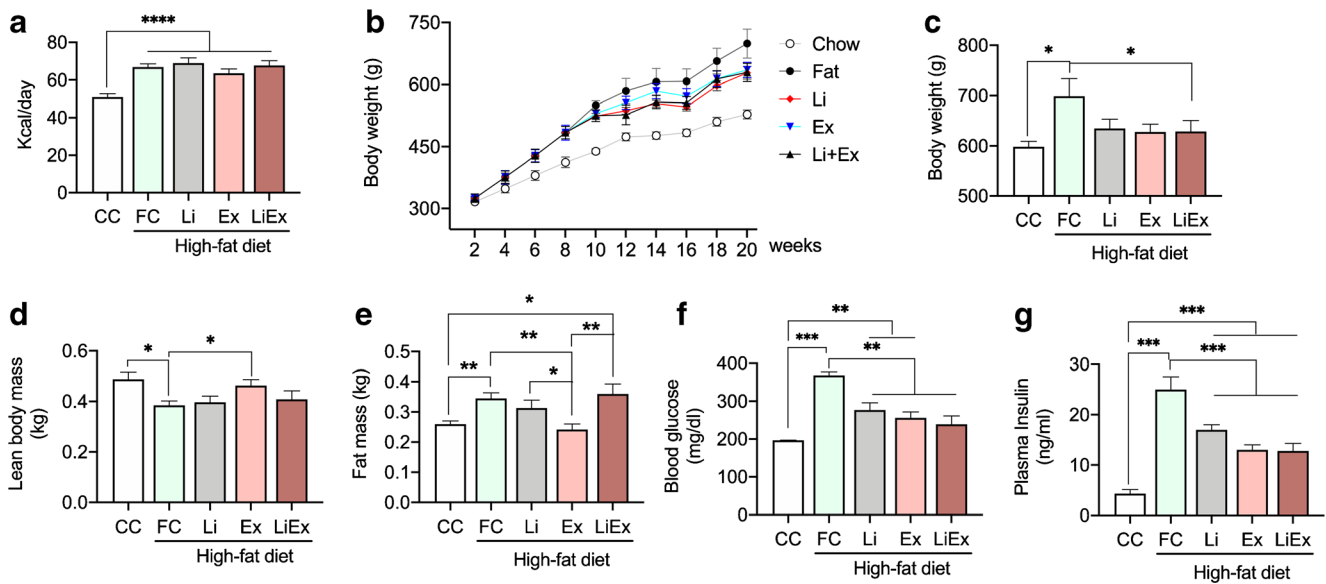 a
****
Kcal/day
80
60
40
20
0
CC FC Li Ex LiEx
High-fat diet
b
Body weight (g)
750
600
450
300
2 4 6 8 10 12 14 16 18 20 weeks
Chow
Fat
Li
Ex
Li+Ex
c
* *
Body weight (g)
800
700
600
500
CC FC Li Ex LiEx
High-fat diet
d
* *
Lean body mass
(kg)
0.6
0.4
0.2
0.0
CC FC Li Ex LiEx
High-fat diet
e
*
** **
** *
Fat mass (kg)
0.5
0.4
0.3
0.2
0.1
0.0
CC FC Li Ex LiEx
High-fat diet
f
**
*** **
Blood glucose
(mg/dl)
400
300
200
100
0
CC FC Li Ex LiEx
High-fat diet
g
***
*** ***
Plasma Insulin
(ng/ml)
30
20
10
0
CC FC Li Ex LiEx
High-fat diet